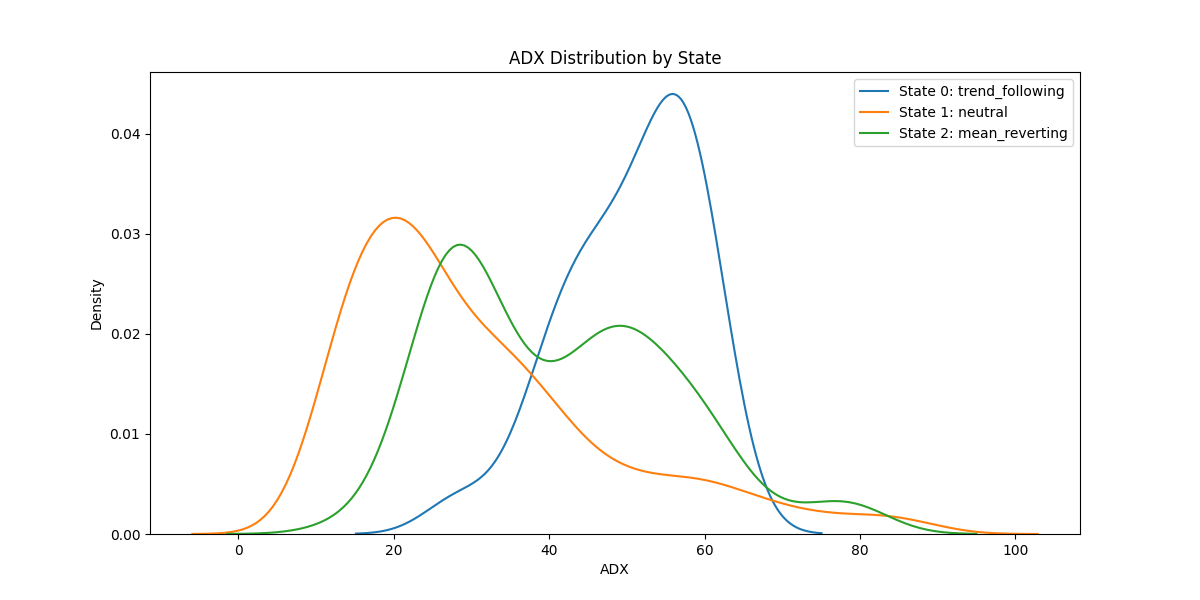 ADX Distribution by State
State 0: trend_following
State 1: neutral
State 2: mean_reverting
Density
0.04
0.03
0.02
0.01
0.00
0
20
40
60
80
100
ADX